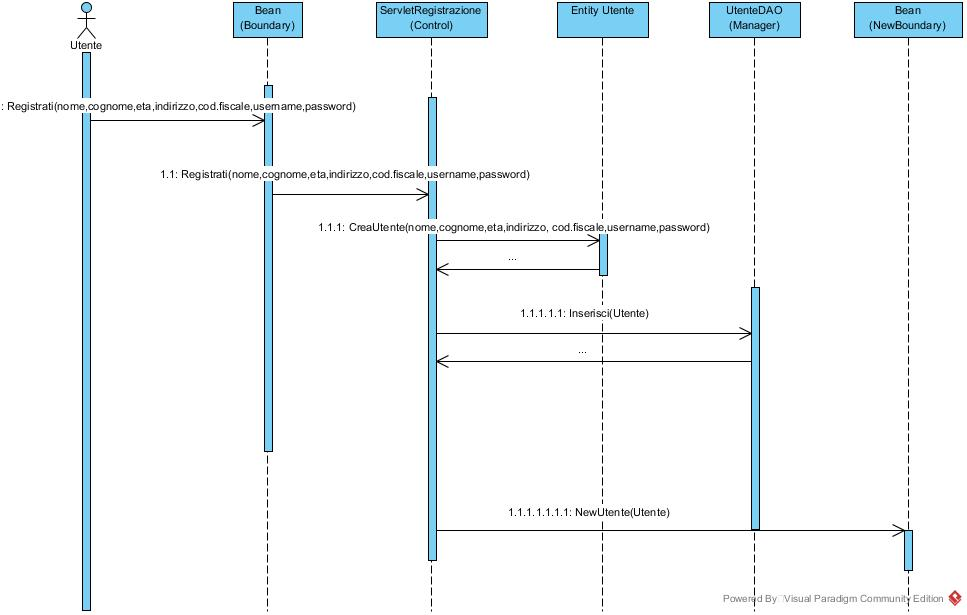 Bean
(Boundary)
ServletRegistrazione
(Control)
Entity Utente
UtenteDAO
(Manager)
Bean
(NewBoundary)
Utente
: Registrati(nome,cognome,eta,indirizzo,cod.fiscale,username,password)
1.1: Registrati(nome,cognome,eta,indirizzo,cod.fiscale,username,password)
1.1.1: CreaUtente(nome,cognome,eta,indirizzo, cod.fiscale,username,password)
...
1.1.1.1.1: Inserisci(Utente)
...
1.1.1.1.1.1.1: NewUtente(Utente)
Powered By Visual Paradigm Community Edition